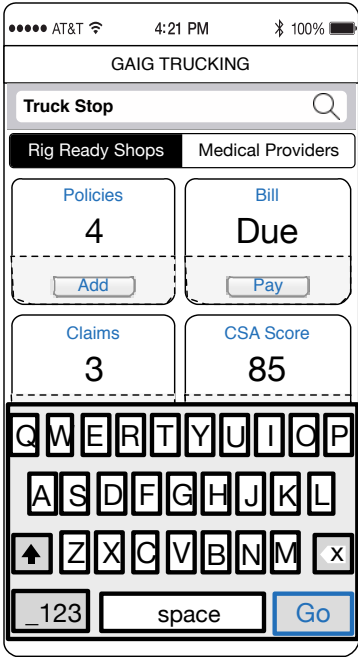 AT&T 4:21 PM 100%
GAIG TRUCKING
Truck Stop
Rig Ready Shops Medical Providers
Policies Bill
4 Due
Add Pay
Claims CSA Score
3 85
Q W E R T Y U I O P
A S D F G H J K L
Z X C V B N M X
_123 space Go